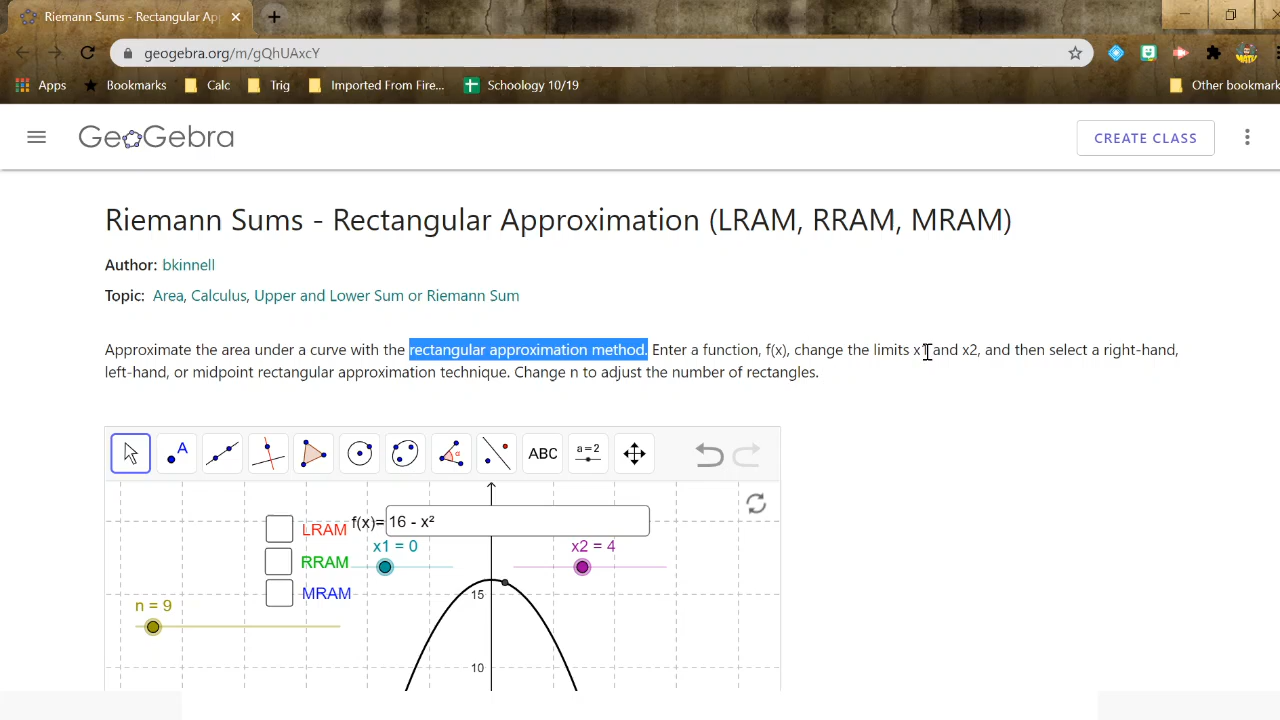 Riemann Sums - Rectangular Ap
geogebra.org/m/gQhUAxcY
Apps Bookmarks Calc Trig Imported From Fire... Schoology 10/19 Other bookmark
GeoGebra CREATE CLASS
Riemann Sums - Rectangular Approximation (LRAM, RRAM, MRAM)
Author: bkinnell
Topic: Area, Calculus, Upper and Lower Sum or Riemann Sum
Approximate the area under a curve with the rectangular approximation method. Enter a function, f(x), change the limits x1 and x2, and then select a right-hand,
left-hand, or midpoint rectangular approximation technique. Change n to adjust the number of rectangles.
A α ABC a=2
LRAM f(x)= 16 - x²
x1 = 0 x2 = 4
RRAM
MRAM
n = 9
15
10